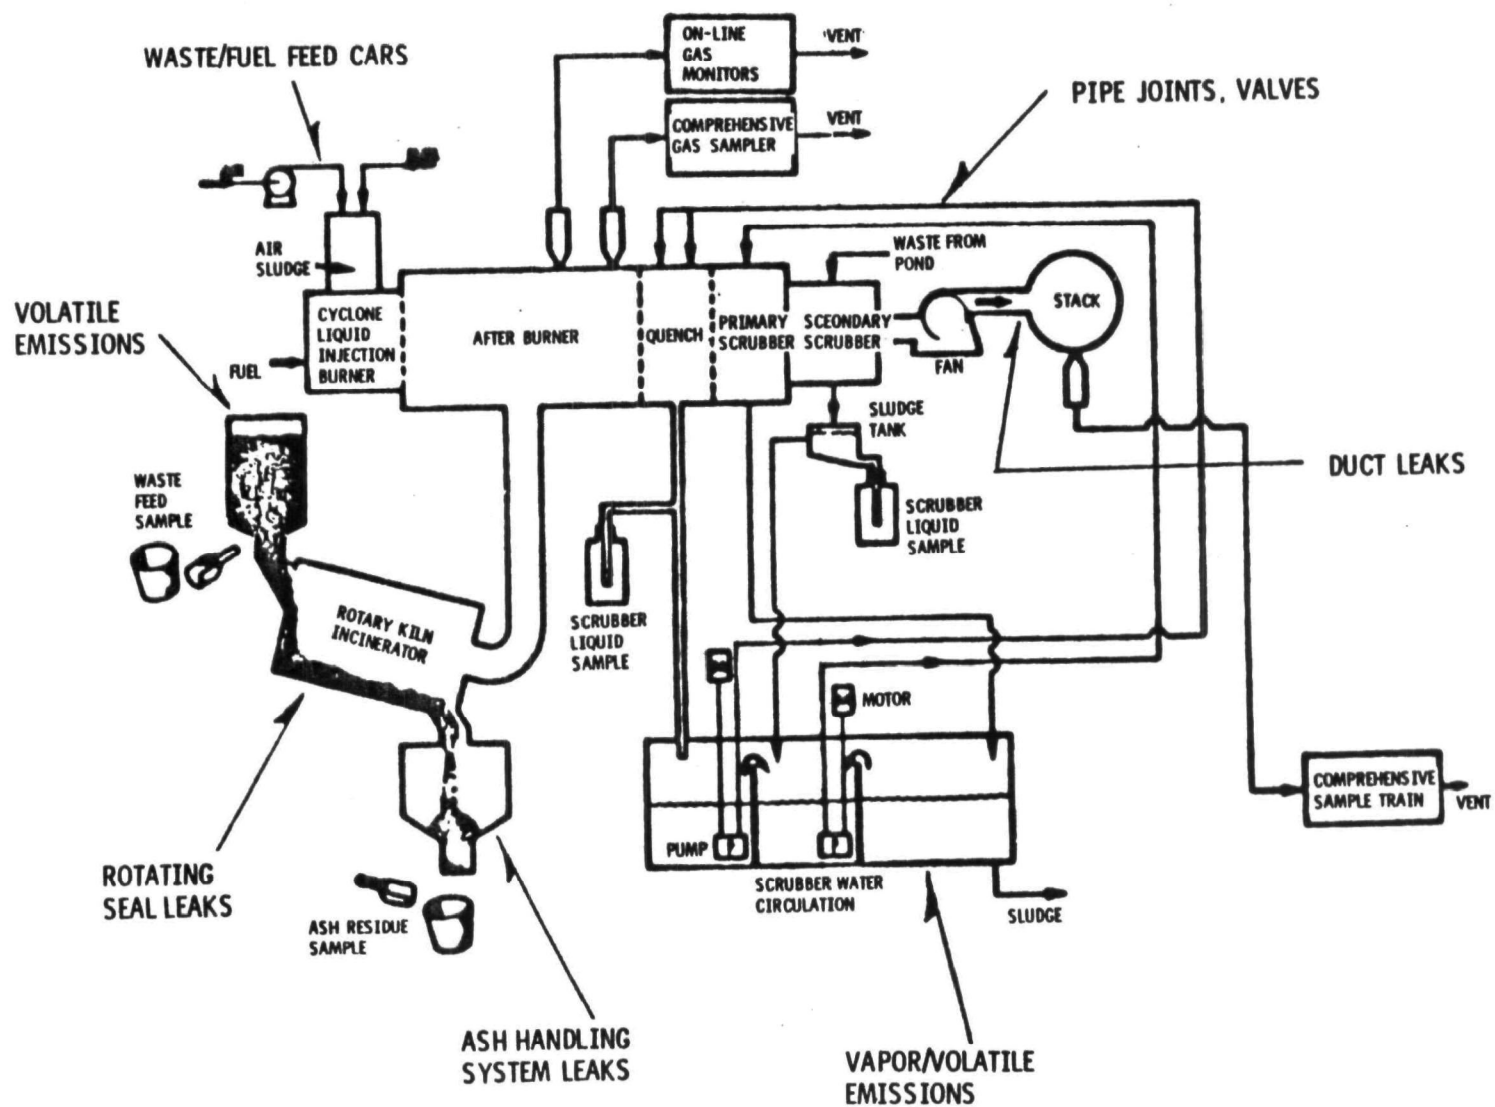 WASTE/FUEL FEED CARS
ON-LINE
GAS
MONITORS
VENT
COMPREHENSIVE
GAS SAMPLER
VENT
PIPE JOINTS, VALVES
AIR
SLUDGE
WASTE FROM
POND
VOLATILE
EMISSIONS
CYCLONE
LIQUID
INJECTION
BURNER
FUEL
AFTER BURNER
QUENCH
PRIMARY
SCRUBBER
SCEONDARY
SCRUBBER
FAN
STACK
SLUDGE
TANK
DUCT LEAKS
WASTE
FEED
SAMPLE
SCRUBBER
LIQUID
SAMPLE
ROTARY KILN
INCINERATOR
SCRUBBER
LIQUID
SAMPLE
MOTOR
COMPREHENSIVE
SAMPLE TRAIN
VENT
PUMP
SCRUBBER WATER
CIRCULATION
SLUDGE
ROTATING
SEAL LEAKS
ASH RESIDUE
SAMPLE
ASH HANDLING
SYSTEM LEAKS
VAPOR/VOLATILE
EMISSIONS